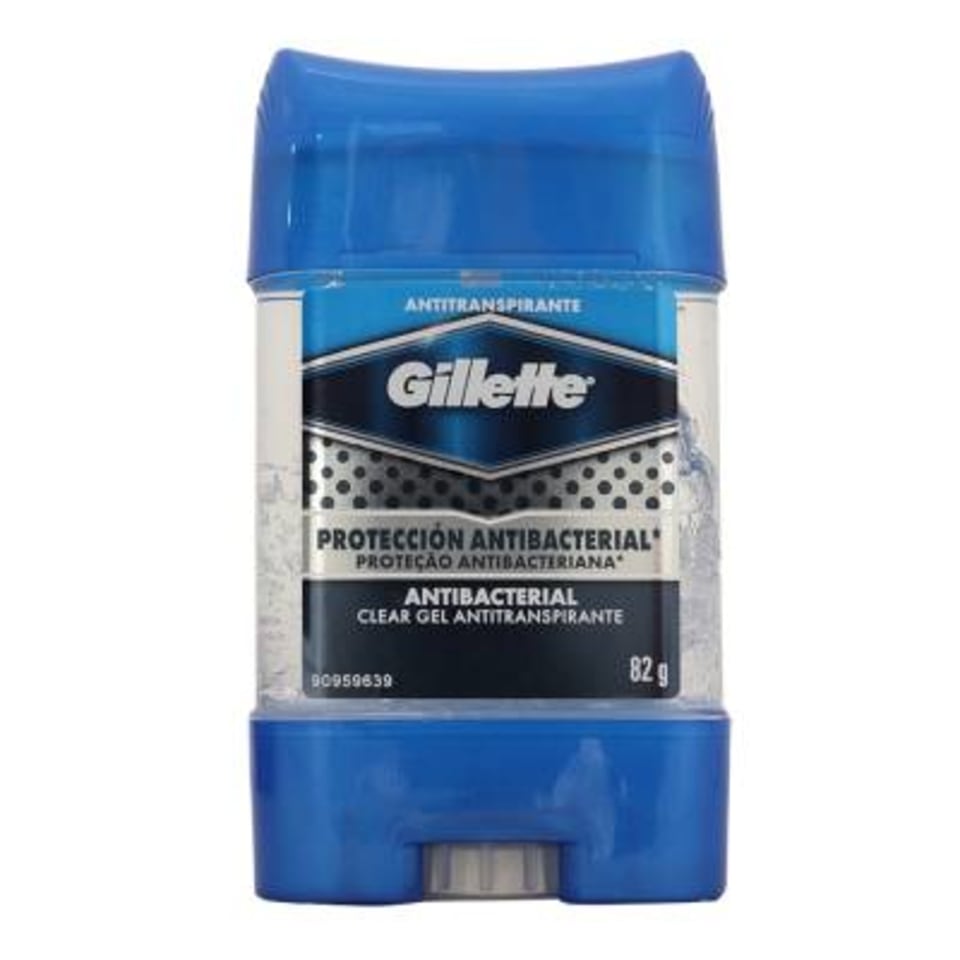 ANTITRANSPIRANTE
Gillette
PROTECCIÓN ANTIBACTERIAL*
PROTEÇÃO ANTIBACTERIANA*
ANTIBACTERIAL
CLEAR GEL ANTITRANSPIRANTE
90959639
82 g